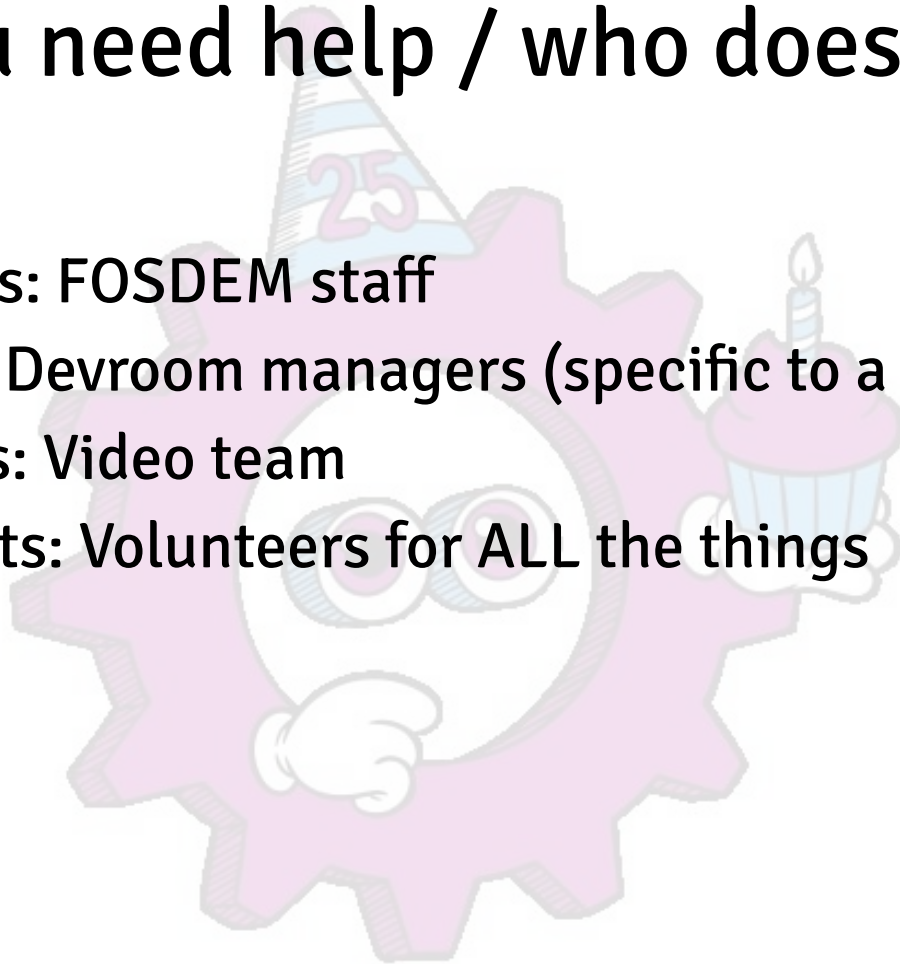 need help / who does
25
s: FOSDEM staff
Devroom managers (specific to a
s: Video team
ts: Volunteers for ALL the things